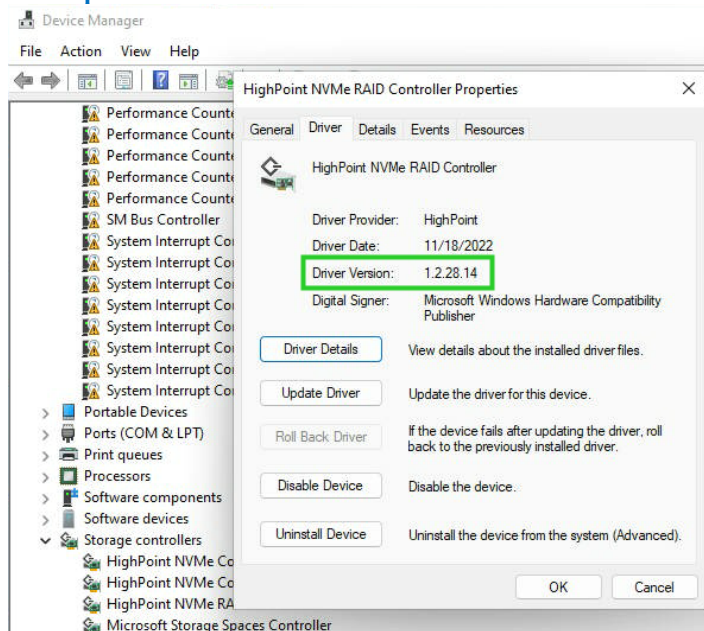 Device Manager
File Action View Help
Performance Counte
Performance Counte
Performance Counte
Performance Counte
Performance Counte
SM Bus Controller
System Interrupt Co
System Interrupt Co
System Interrupt Co
System Interrupt Co
System Interrupt Co
System Interrupt Co
System Interrupt Co
System Interrupt Co
Portable Devices
Ports (COM & LPT)
Print queues
Processors
Software components
Software devices
Storage controllers
HighPoint NVMe Co
HighPoint NVMe Co
HighPoint NVMe RA
Microsoft Storage Spaces Controller
HighPoint NVMe RAID Controller Properties
General Driver Details Events Resources
HighPoint NVMe RAID Controller
Driver Provider: HighPoint
Driver Date: 11/18/2022
Driver Version: 1.2.28.14
Digital Signer: Microsoft Windows Hardware Compatibility
Publisher
Driver Details View details about the installed driver files.
Update Driver Update the driver for this device.
Roll Back Driver If the device fails after updating the driver, roll
back to the previously installed driver.
Disable Device Disable the device.
Uninstall Device Uninstall the device from the system (Advanced).
OK Cancel